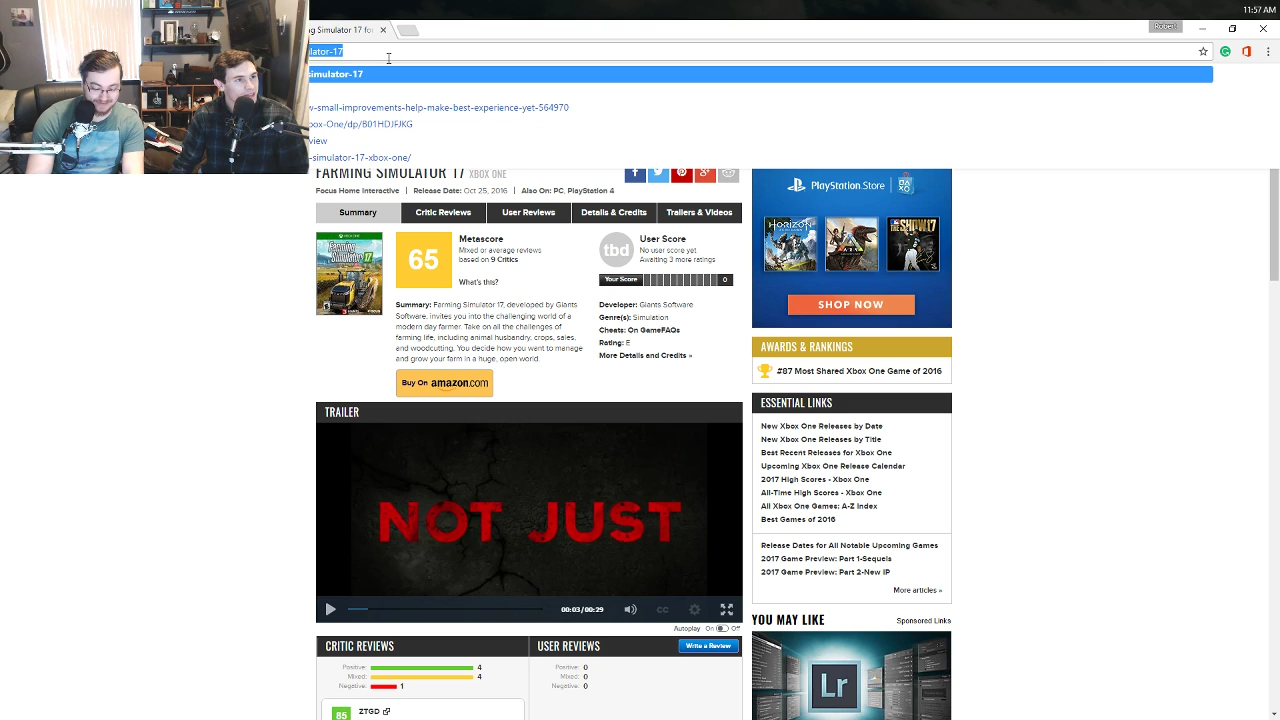 11:57 AM
ng Simulator 17 fo
Robert
ulator-17
simulator-17
w-small-improvements-help-make-best-experience-yet-564970
box-One/dp/B01HDJFJKG
view
-simulator-17-xbox-one/
FARMING SIMULATOR 17 XBOX ONE
Focus Home Interactive | Release Date: Oct 25, 2016 | Also On: PC, PlayStation 4
Summary Critic Reviews User Reviews Details & Credits Trailers & Videos
65
Metascore
Mixed or average reviews
based on 9 Critics
What's this?
tbd
User Score
No user score yet
Awaiting 3 more ratings
Your Score 0
Summary: Farming Simulator 17, developed by Giants
Software, invites you into the challenging world of a
modern day farmer. Take on all the challenges of
farming life, including animal husbandry, crops, sales,
and woodcutting. You decide how you want to manage
and grow your farm in a huge, open world.
Buy On amazon.com
Developer: Giants Software
Genre(s): Simulation
Cheats: On GameFAQs
Rating: E
More Details and Credits »
TRAILER
NOT JUST
00:03/00:29
CC
Autoplay On Off
CRITIC REVIEWS
Positive: 4
Mixed: 4
Negative: 1
85 ZTGD
USER REVIEWS
Write a Review
Positive: 0
Mixed: 0
Negative: 0
PlayStation.Store
HORIZON
SHOW 17
SHOP NOW
AWARDS & RANKINGS
#87 Most Shared Xbox One Game of 2016
ESSENTIAL LINKS
New Xbox One Releases by Date
New Xbox One Releases by Title
Best Recent Releases for Xbox One
Upcoming Xbox One Release Calendar
2017 High Scores - Xbox One
All-Time High Scores - Xbox One
All Xbox One Games: A-Z Index
Best Games of 2016
Release Dates for All Notable Upcoming Games
2017 Game Preview: Part 1-Sequels
2017 Game Preview: Part 2-New IP
More articles »
YOU MAY LIKE
Sponsored Links
Lr